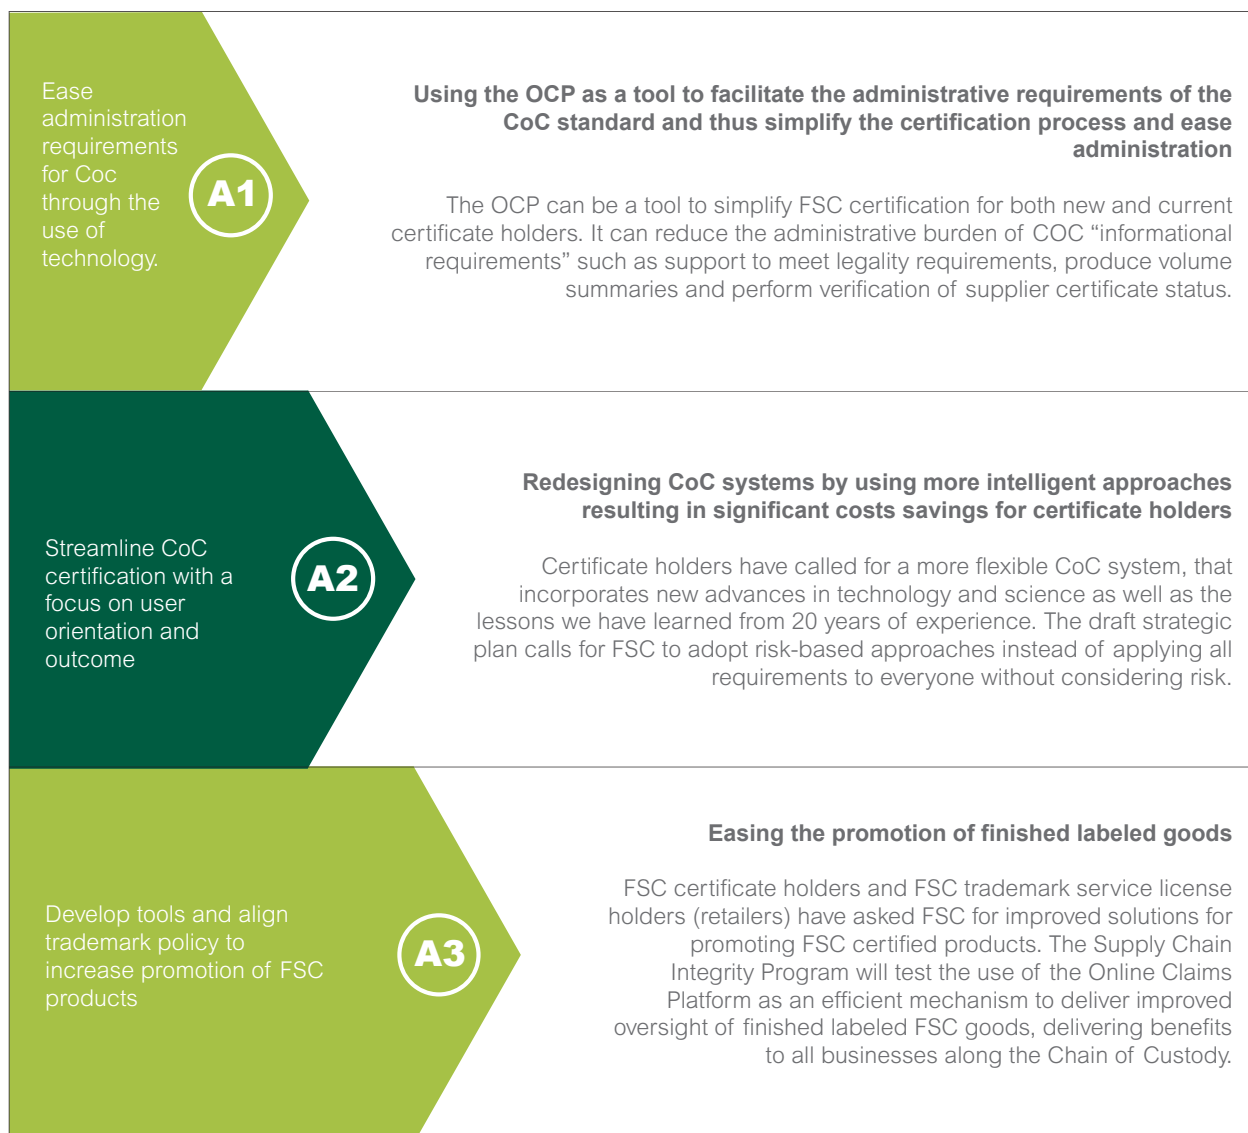 Ease
administration
requirements
for Coc
through the
use of
technology.
A1
Using the OCP as a tool to facilitate the administrative requirements of the
CoC standard and thus simplify the certification process and ease
administration
The OCP can be a tool to simplify FSC certification for both new and current
certificate holders. It can reduce the administrative burden of COC “informational
requirements” such as support to meet legality requirements, produce volume
summaries and perform verification of supplier certificate status.
Streamline CoC
certification with a
focus on user
orientation and
outcome
A2
Redesigning CoC systems by using more intelligent approaches
resulting in significant costs savings for certificate holders
Certificate holders have called for a more flexible CoC system, that
incorporates new advances in technology and science as well as the
lessons we have learned from 20 years of experience. The draft strategic
plan calls for FSC to adopt risk-based approaches instead of applying all
requirements to everyone without considering risk.
Develop tools and align
trademark policy to
increase promotion of FSC
products
A3
Easing the promotion of finished labeled goods
FSC certificate holders and FSC trademark service license
holders (retailers) have asked FSC for improved solutions for
promoting FSC certified products. The Supply Chain
Integrity Program will test the use of the Online Claims
Platform as an efficient mechanism to deliver improved
oversight of finished labeled FSC goods, delivering benefits
to all businesses along the Chain of Custody.